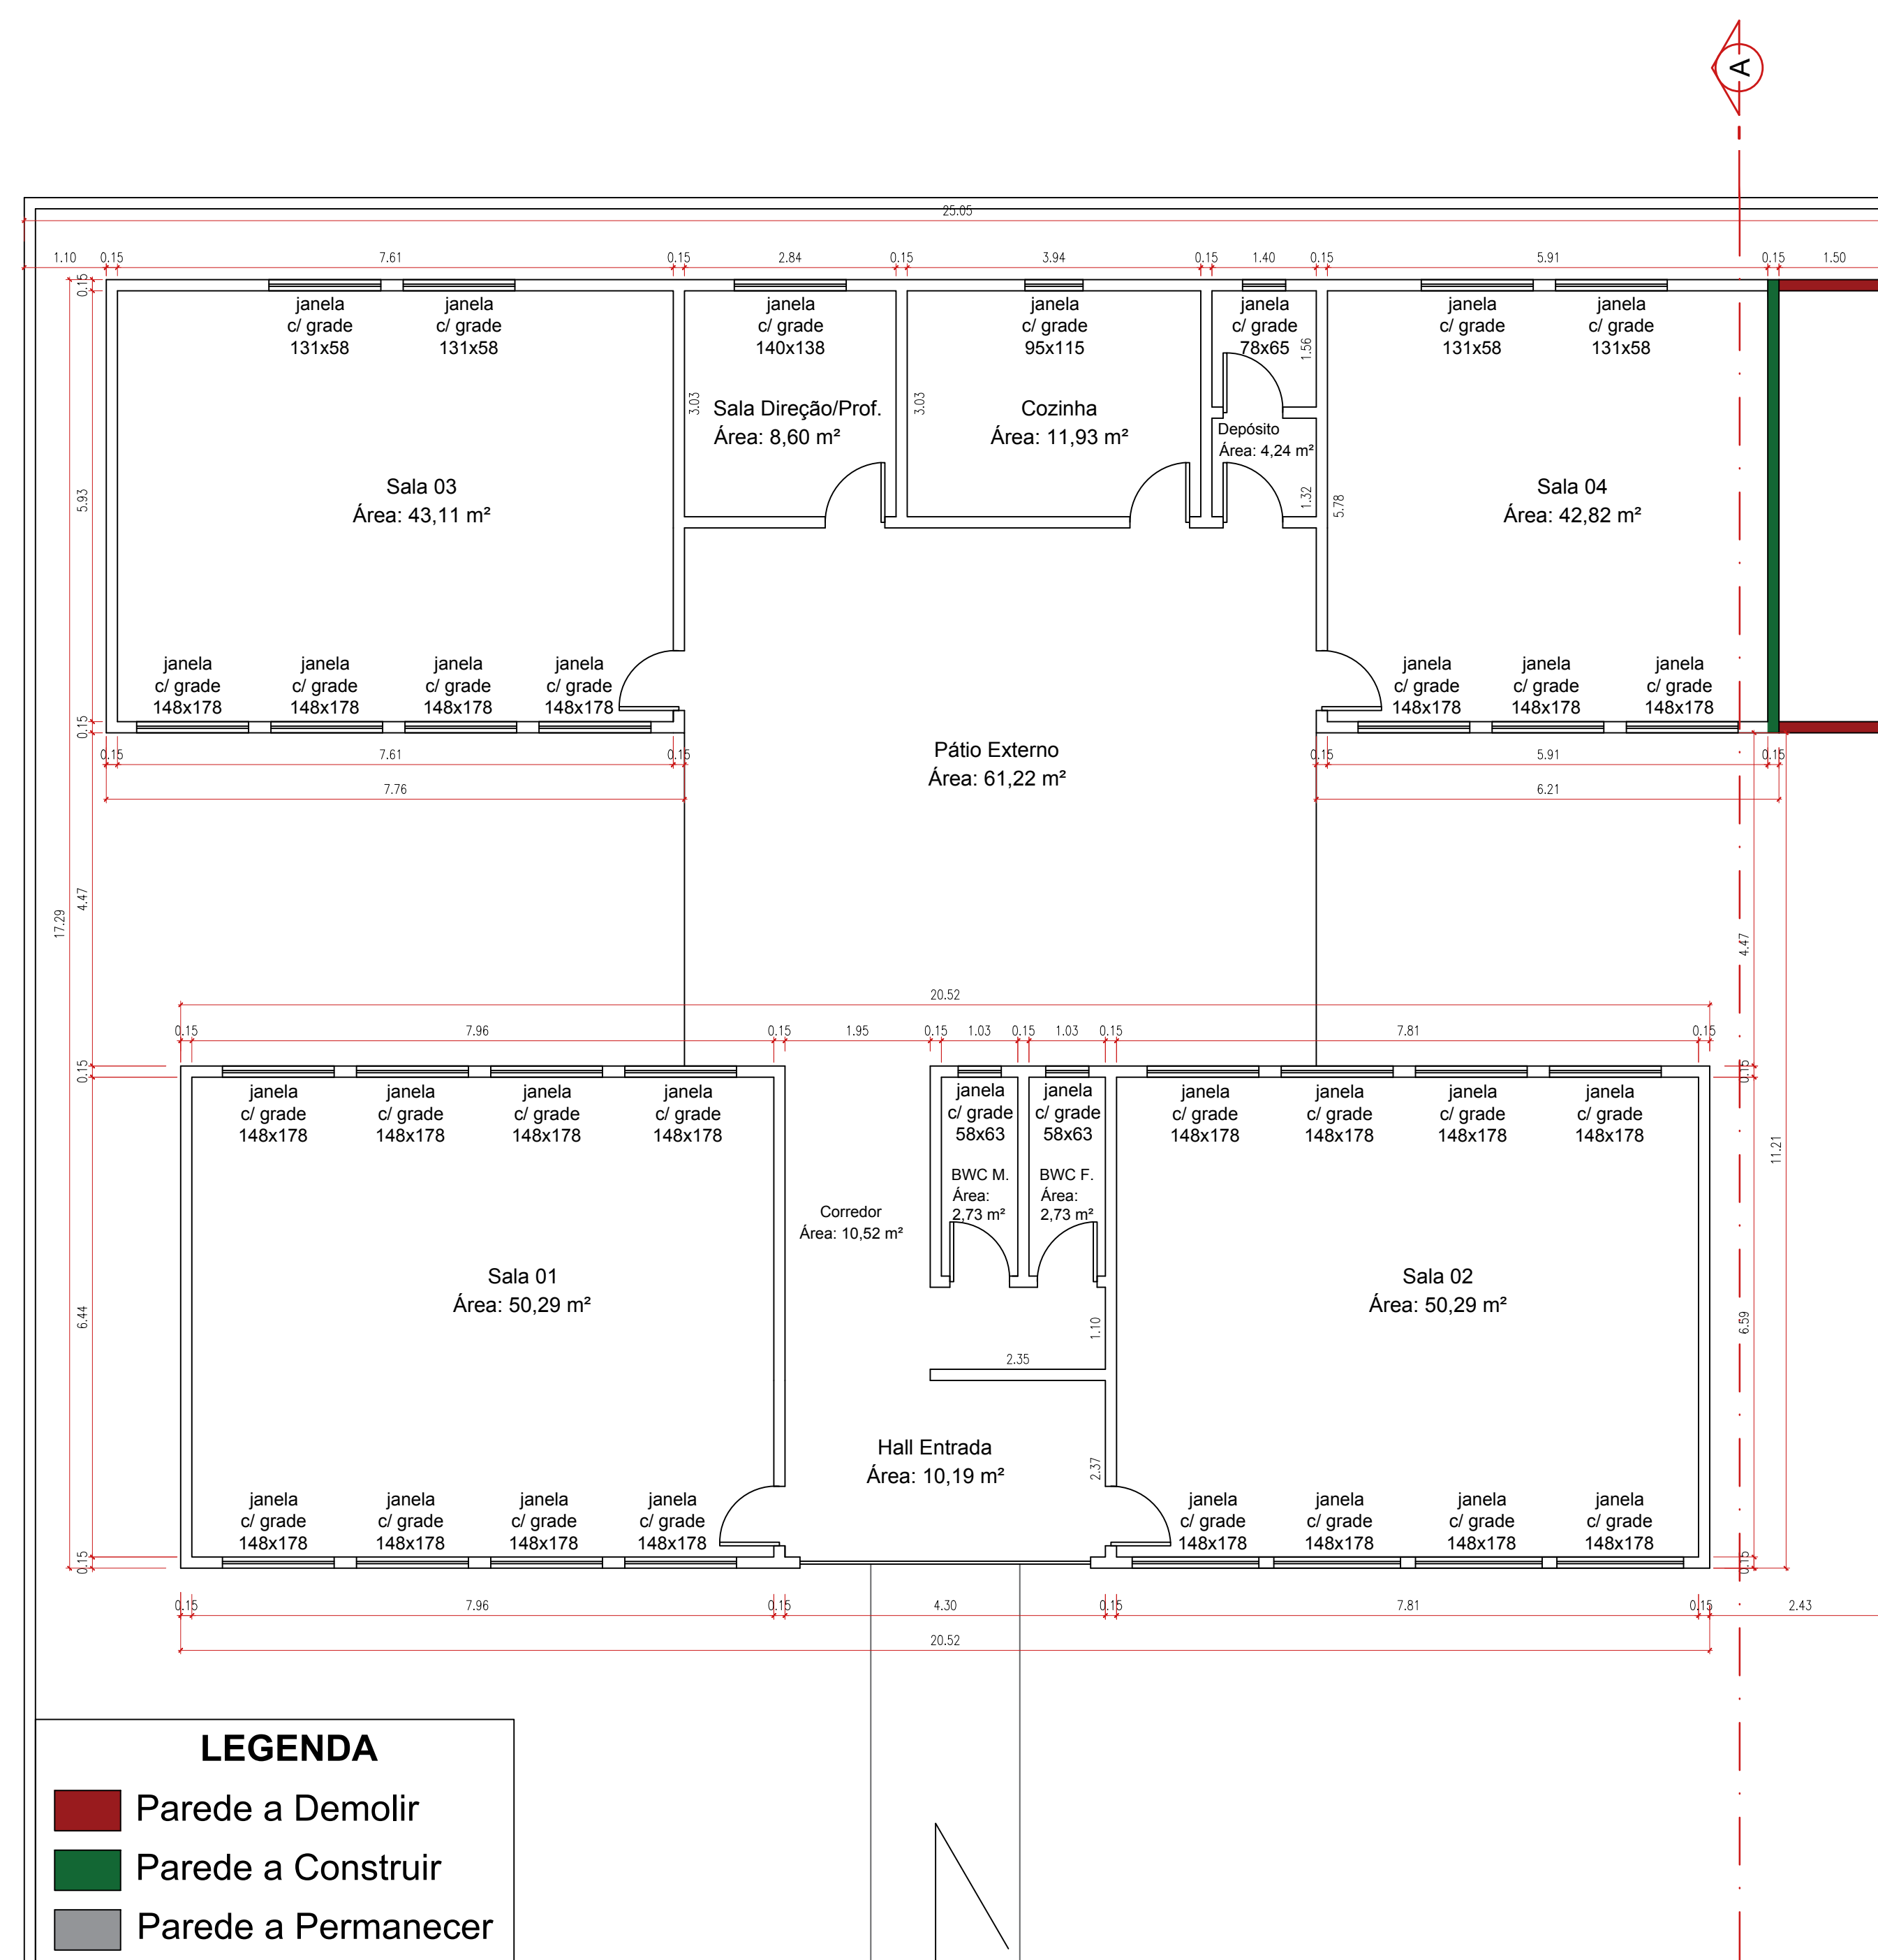 A
25.05
1.10 0.15 7.61 0.15 2.84 0.15 3.94 0.15 1.40 0.15 5.91 0.15 1.50
0.15
janela
c/ grade
131x58
janela
c/ grade
131x58
janela
c/ grade
140x138
janela
c/ grade
95x115
janela
c/ grade
78x65
1.56
janela
c/ grade
131x58
janela
c/ grade
131x58
3.03
Sala Direção/Prof.
Área: 8,60 m²
3.03
Cozinha
Área: 11,93 m²
Depósito
Área: 4,24 m²
1.32
5.78
5.93
Sala 03
Área: 43,11 m²
Sala 04
Área: 42,82 m²
janela
c/ grade
148x178
janela
c/ grade
148x178
janela
c/ grade
148x178
janela
c/ grade
148x178
janela
c/ grade
148x178
janela
c/ grade
148x178
janela
c/ grade
148x178
0.15
0.15 7.61 0.15
7.76
Pátio Externo
Área: 61,22 m²
0.15 5.91 0.15
6.21
17.29
4.47
4.47
20.52
0.15 7.96 0.15 1.95 0.15 1.03 0.15 1.03 0.15 7.81 0.15
0.15
0.15
janela
c/ grade
148x178
janela
c/ grade
148x178
janela
c/ grade
148x178
janela
c/ grade
148x178
janela
c/ grade
58x63
janela
c/ grade
58x63
janela
c/ grade
148x178
janela
c/ grade
148x178
janela
c/ grade
148x178
janela
c/ grade
148x178
11.21
BWC M.
Área:
2,73 m²
BWC F.
Área:
2,73 m²
Corredor
Área: 10,52 m²
6.44
Sala 01
Área: 50,29 m²
Sala 02
Área: 50,29 m²
6.59
1.10
2.35
Hall Entrada
Área: 10,19 m²
2.37
janela
c/ grade
148x178
janela
c/ grade
148x178
janela
c/ grade
148x178
janela
c/ grade
148x178
janela
c/ grade
148x178
janela
c/ grade
148x178
janela
c/ grade
148x178
janela
c/ grade
148x178
0.15
0.15
0.15 7.96 0.15 4.30 0.15 7.81 0.15 2.43
20.52
LEGENDA
Parede a Demolir
Parede a Construir
Parede a Permanecer